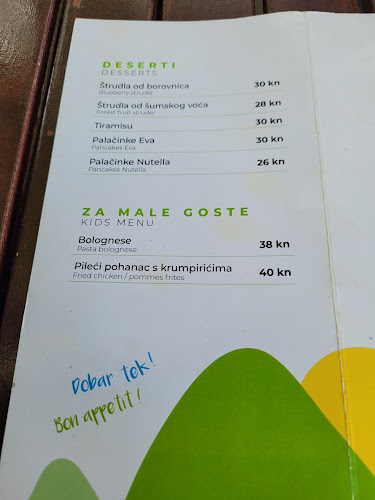 DESERTI
DESSERTS
Štrudla od borovnica 30 kn
Blueberry strudel
Štrudla od šumskog voća 28 kn
Forest fruit strudel
Tiramisu 30 kn
Palačinke Eva 30 kn
Pancakes Eva
Palačinke Nutella 26 kn
Pancakes Nutella
ZA MALE GOSTE
KIDS MENU
Bolognese 38 kn
Pasta bolognese
Pileći pohanac s krumpirićima 40 kn
Fried chicken / pommes frites
Dobar tek!
Bon appetit!